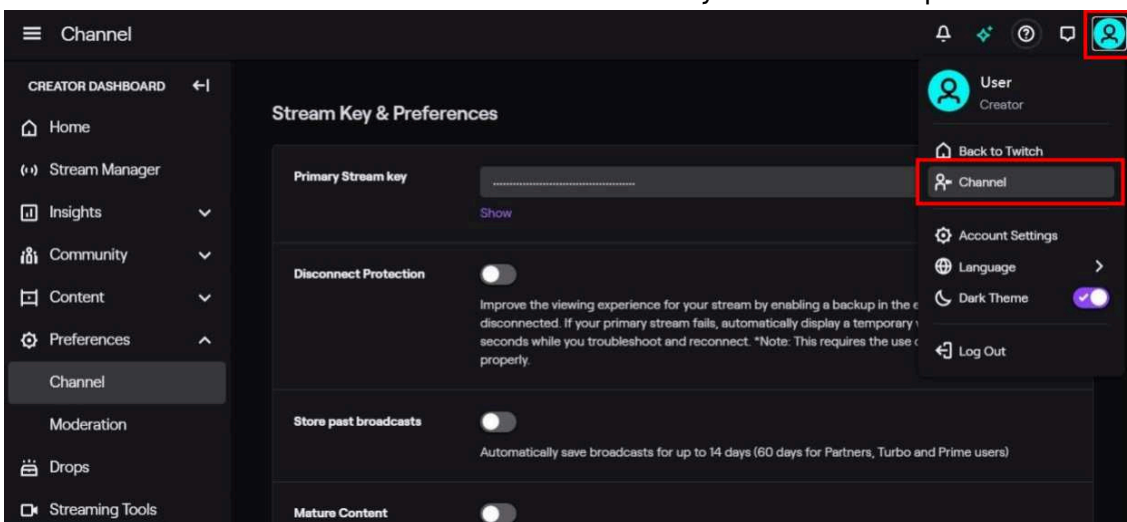 Channel
CREATOR DASHBOARD
Home
Stream Manager
Insights
Community
Content
Preferences
Channel
Moderation
Drops
Streaming Tools
Stream Key & Preferences
Primary Stream key
Show
Disconnect Protection
Improve the viewing experience for your stream by enabling a backup in the
disconnected. If your primary stream fails, automatically display a temporary
seconds while you troubleshoot and reconnect. *Note: This requires the use
properly.
Store past broadcasts
Automatically save broadcasts for up to 14 days (60 days for Partners, Turbo and Prime users)
Mature Content
User
Creator
Back to Twitch
Channel
Account Settings
Language
Dark Theme
Log Out